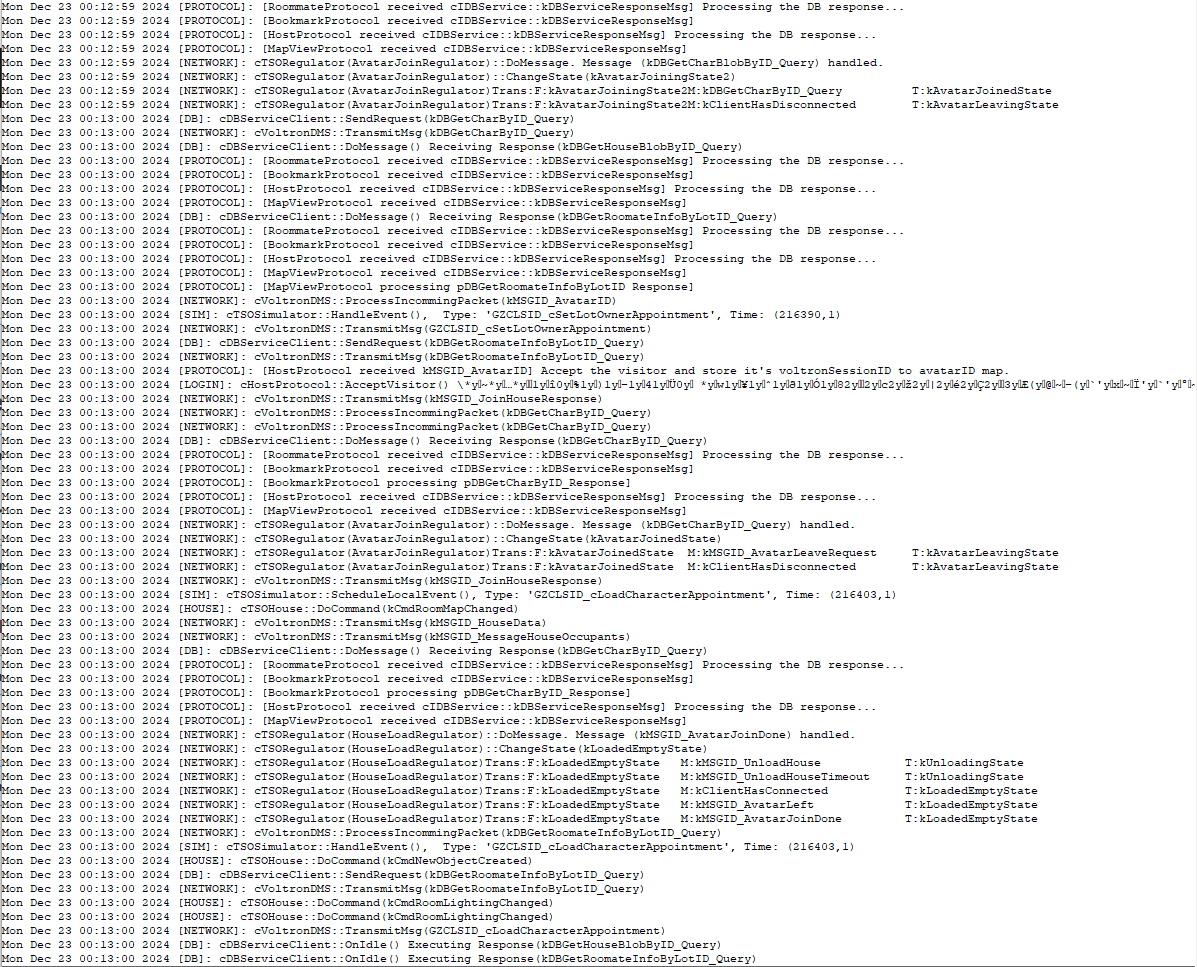 Mon Dec 23 00:12:59 2024 [PROTOCOL]: [RoommateProtocol received cIDBService::kDBServiceResponseMsg] Processing the DB response...
Mon Dec 23 00:12:59 2024 [PROTOCOL]: [BookmarkProtocol received cIDBService::kDBServiceResponseMsg]
Mon Dec 23 00:12:59 2024 [PROTOCOL]: [HostProtocol received cIDBService::kDBServiceResponseMsg] Processing the DB response...
Mon Dec 23 00:12:59 2024 [PROTOCOL]: [MapViewProtocol received cIDBService::kDBServiceResponseMsg]
Mon Dec 23 00:12:59 2024 [NETWORK]: cTSORegulator(AvatarJoinRegulator)::DoMessage. Message (kDBGetCharBlobByID_Query) handled.
Mon Dec 23 00:12:59 2024 [NETWORK]: cTSORegulator(AvatarJoinRegulator)::ChangeState(kAvatarJoiningState2)
Mon Dec 23 00:12:59 2024 [NETWORK]: cTSORegulator(AvatarJoinRegulator)Trans:F:kAvatarJoiningState2M:kDBGetCharByID_Query T:kAvatarJoinedState
Mon Dec 23 00:12:59 2024 [NETWORK]: cTSORegulator(AvatarJoinRegulator)Trans:F:kAvatarJoiningState2M:kClientHasDisconnected T:kAvatarLeavingState
Mon Dec 23 00:13:00 2024 [DB]: cDBServiceClient::SendRequest(kDBGetCharByID_Query)
Mon Dec 23 00:13:00 2024 [NETWORK]: cVoltronDMS::TransmitMsg(kDBGetCharByID_Query)
Mon Dec 23 00:13:00 2024 [DB]: cDBServiceClient::DoMessage() Receiving Response(kDBGetHouseBlobByID_Query)
Mon Dec 23 00:13:00 2024 [PROTOCOL]: [RoommateProtocol received cIDBService::kDBServiceResponseMsg] Processing the DB response...
Mon Dec 23 00:13:00 2024 [PROTOCOL]: [BookmarkProtocol received cIDBService::kDBServiceResponseMsg]
Mon Dec 23 00:13:00 2024 [PROTOCOL]: [HostProtocol received cIDBService::kDBServiceResponseMsg] Processing the DB response...
Mon Dec 23 00:13:00 2024 [PROTOCOL]: [MapViewProtocol received cIDBService::kDBServiceResponseMsg]
Mon Dec 23 00:13:00 2024 [DB]: cDBServiceClient::DoMessage() Receiving Response(kDBGetRoomateInfoByLotID_Query)
Mon Dec 23 00:13:00 2024 [PROTOCOL]: [RoommateProtocol received cIDBService::kDBServiceResponseMsg] Processing the DB response...
Mon Dec 23 00:13:00 2024 [PROTOCOL]: [BookmarkProtocol received cIDBService::kDBServiceResponseMsg]
Mon Dec 23 00:13:00 2024 [PROTOCOL]: [HostProtocol received cIDBService::kDBServiceResponseMsg] Processing the DB response...
Mon Dec 23 00:13:00 2024 [PROTOCOL]: [MapViewProtocol received cIDBService::kDBServiceResponseMsg]
Mon Dec 23 00:13:00 2024 [PROTOCOL]: [MapViewProtocol processing pDBGetRoomateInfoByLotID Response]
Mon Dec 23 00:13:00 2024 [NETWORK]: cVoltronDMS::ProcessIncommingPacket(kMSGID_AvatarID)
Mon Dec 23 00:13:00 2024 [SIM]: cTSOSimulator::HandleEvent(), Type: 'GZCLSID_cSetLotOwnerAppointment', Time: (216390,1)
Mon Dec 23 00:13:00 2024 [NETWORK]: cVoltronDMS::TransmitMsg(GZCLSID_cSetLotOwnerAppointment)
Mon Dec 23 00:13:00 2024 [DB]: cDBServiceClient::SendRequest(kDBGetRoomateInfoByLotID_Query)
Mon Dec 23 00:13:00 2024 [NETWORK]: cVoltronDMS::TransmitMsg(kDBGetRoomateInfoByLotID_Query)
Mon Dec 23 00:13:00 2024 [PROTOCOL]: [HostProtocol received kMSGID_AvatarID] Accept the visitor and store it's voltronSessionID to avatarID map.
Mon Dec 23 00:13:00 2024 [LOGIN]: cHostProtocol::AcceptVisitor()
Mon Dec 23 00:13:00 2024 [NETWORK]: cVoltronDMS::TransmitMsg(kMSGID_JoinHouseResponse)
Mon Dec 23 00:13:00 2024 [NETWORK]: cVoltronDMS::ProcessIncommingPacket(kDBGetCharByID_Query)
Mon Dec 23 00:13:00 2024 [NETWORK]: cVoltronDMS::ProcessIncommingPacket(kDBGetCharByID_Query)
Mon Dec 23 00:13:00 2024 [DB]: cDBServiceClient::DoMessage() Receiving Response(kDBGetCharByID_Query)
Mon Dec 23 00:13:00 2024 [PROTOCOL]: [RoommateProtocol received cIDBService::kDBServiceResponseMsg] Processing the DB response...
Mon Dec 23 00:13:00 2024 [PROTOCOL]: [BookmarkProtocol received cIDBService::kDBServiceResponseMsg]
Mon Dec 23 00:13:00 2024 [PROTOCOL]: [BookmarkProtocol processing pDBGetCharByID_Response]
Mon Dec 23 00:13:00 2024 [PROTOCOL]: [HostProtocol received cIDBService::kDBServiceResponseMsg] Processing the DB response...
Mon Dec 23 00:13:00 2024 [PROTOCOL]: [MapViewProtocol received cIDBService::kDBServiceResponseMsg]
Mon Dec 23 00:13:00 2024 [NETWORK]: cTSORegulator(AvatarJoinRegulator)::DoMessage. Message (kDBGetCharByID_Query) handled.
Mon Dec 23 00:13:00 2024 [NETWORK]: cTSORegulator(AvatarJoinRegulator)::ChangeState(kAvatarJoinedState)
Mon Dec 23 00:13:00 2024 [NETWORK]: cTSORegulator(AvatarJoinRegulator)Trans:F:kAvatarJoinedState M:kMSGID_AvatarLeaveRequest T:kAvatarLeavingState
Mon Dec 23 00:13:00 2024 [NETWORK]: cTSORegulator(AvatarJoinRegulator)Trans:F:kAvatarJoinedState M:kClientHasDisconnected T:kAvatarLeavingState
Mon Dec 23 00:13:00 2024 [NETWORK]: cVoltronDMS::TransmitMsg(kMSGID_JoinHouseResponse)
Mon Dec 23 00:13:00 2024 [SIM]: cTSOSimulator::ScheduleLocalEvent(), Type: 'GZCLSID_cLoadCharacterAppointment', Time: (216403,1)
Mon Dec 23 00:13:00 2024 [HOUSE]: cTSOHouse::DoCommand(kCmdRoomMapChanged)
Mon Dec 23 00:13:00 2024 [NETWORK]: cVoltronDMS::TransmitMsg(kMSGID_HouseData)
Mon Dec 23 00:13:00 2024 [NETWORK]: cVoltronDMS::TransmitMsg(kMSGID_MessageHouseOccupants)
Mon Dec 23 00:13:00 2024 [DB]: cDBServiceClient::DoMessage() Receiving Response(kDBGetCharByID_Query)
Mon Dec 23 00:13:00 2024 [PROTOCOL]: [RoommateProtocol received cIDBService::kDBServiceResponseMsg] Processing the DB response...
Mon Dec 23 00:13:00 2024 [PROTOCOL]: [BookmarkProtocol received cIDBService::kDBServiceResponseMsg]
Mon Dec 23 00:13:00 2024 [PROTOCOL]: [BookmarkProtocol processing pDBGetCharByID_Response]
Mon Dec 23 00:13:00 2024 [PROTOCOL]: [HostProtocol received cIDBService::kDBServiceResponseMsg] Processing the DB response...
Mon Dec 23 00:13:00 2024 [PROTOCOL]: [MapViewProtocol received cIDBService::kDBServiceResponseMsg]
Mon Dec 23 00:13:00 2024 [NETWORK]: cTSORegulator(HouseLoadRegulator)::DoMessage. Message (kMSGID_AvatarJoinDone) handled.
Mon Dec 23 00:13:00 2024 [NETWORK]: cTSORegulator(HouseLoadRegulator)::ChangeState(kLoadedEmptyState)
Mon Dec 23 00:13:00 2024 [NETWORK]: cTSORegulator(HouseLoadRegulator)Trans:F:kLoadedEmptyState M:kMSGID_UnloadHouse T:kUnloadingState
Mon Dec 23 00:13:00 2024 [NETWORK]: cTSORegulator(HouseLoadRegulator)Trans:F:kLoadedEmptyState M:kMSGID_UnloadHouseTimeout T:kUnloadingState
Mon Dec 23 00:13:00 2024 [NETWORK]: cTSORegulator(HouseLoadRegulator)Trans:F:kLoadedEmptyState M:kClientHasConnected T:kLoadedEmptyState
Mon Dec 23 00:13:00 2024 [NETWORK]: cTSORegulator(HouseLoadRegulator)Trans:F:kLoadedEmptyState M:kMSGID_AvatarLeft T:kLoadedEmptyState
Mon Dec 23 00:13:00 2024 [NETWORK]: cTSORegulator(HouseLoadRegulator)Trans:F:kLoadedEmptyState M:kMSGID_AvatarJoinDone T:kLoadedEmptyState
Mon Dec 23 00:13:00 2024 [NETWORK]: cVoltronDMS::ProcessIncommingPacket(kDBGetRoomateInfoByLotID_Query)
Mon Dec 23 00:13:00 2024 [SIM]: cTSOSimulator::HandleEvent(), Type: 'GZCLSID_cLoadCharacterAppointment', Time: (216403,1)
Mon Dec 23 00:13:00 2024 [HOUSE]: cTSOHouse::DoCommand(kCmdNewObjectCreated)
Mon Dec 23 00:13:00 2024 [DB]: cDBServiceClient::SendRequest(kDBGetRoomateInfoByLotID_Query)
Mon Dec 23 00:13:00 2024 [NETWORK]: cVoltronDMS::TransmitMsg(kDBGetRoomateInfoByLotID_Query)
Mon Dec 23 00:13:00 2024 [HOUSE]: cTSOHouse::DoCommand(kCmdRoomLightingChanged)
Mon Dec 23 00:13:00 2024 [HOUSE]: cTSOHouse::DoCommand(kCmdRoomLightingChanged)
Mon Dec 23 00:13:00 2024 [NETWORK]: cVoltronDMS::TransmitMsg(GZCLSID_cLoadCharacterAppointment)
Mon Dec 23 00:13:00 2024 [DB]: cDBServiceClient::OnIdle() Executing Response(kDBGetHouseBlobByID_Query)
Mon Dec 23 00:13:00 2024 [DB]: cDBServiceClient::OnIdle() Executing Response(kDBGetRoomateInfoByLotID_Query)